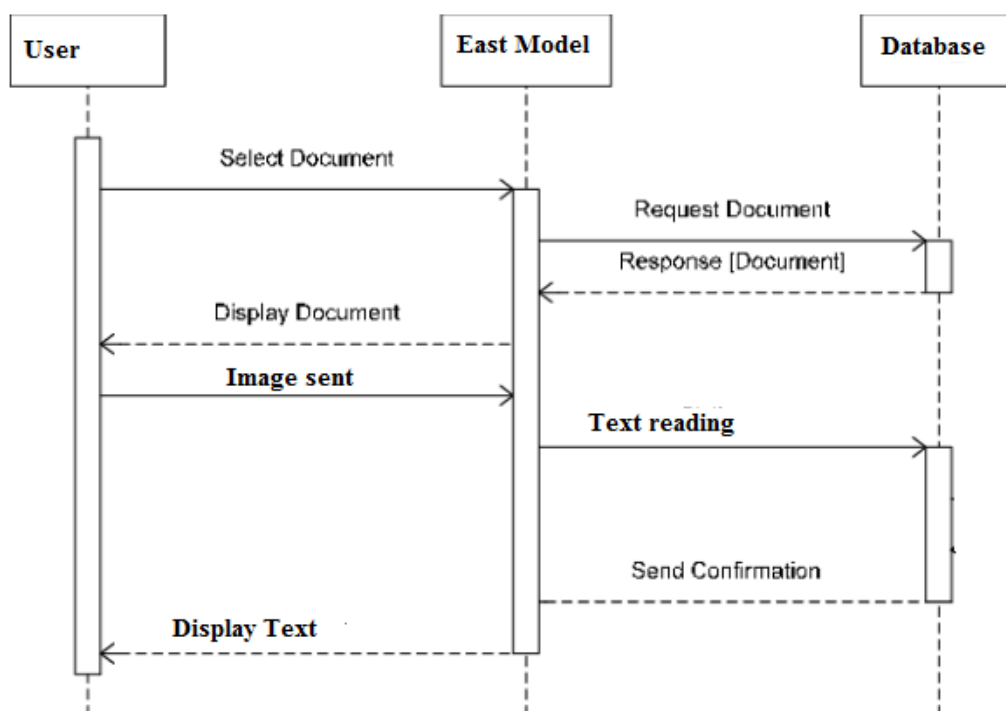 User
East Model
Database
Select Document
Request Document
Response [Document]
Display Document
Image sent
Text reading
Send Confirmation
Display Text